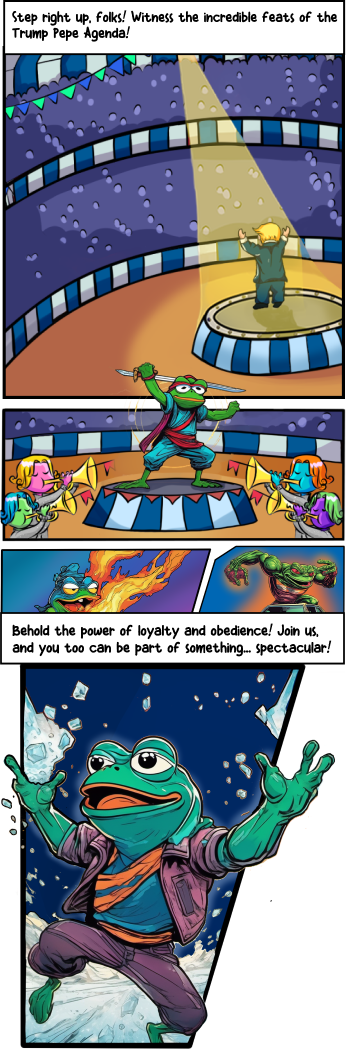 Step right up, folks! Witness the incredible feats of the
Trump Pepe Agenda!
Behold the power of loyalty and obedience! Join us,
and you too can be part of something... spectacular!